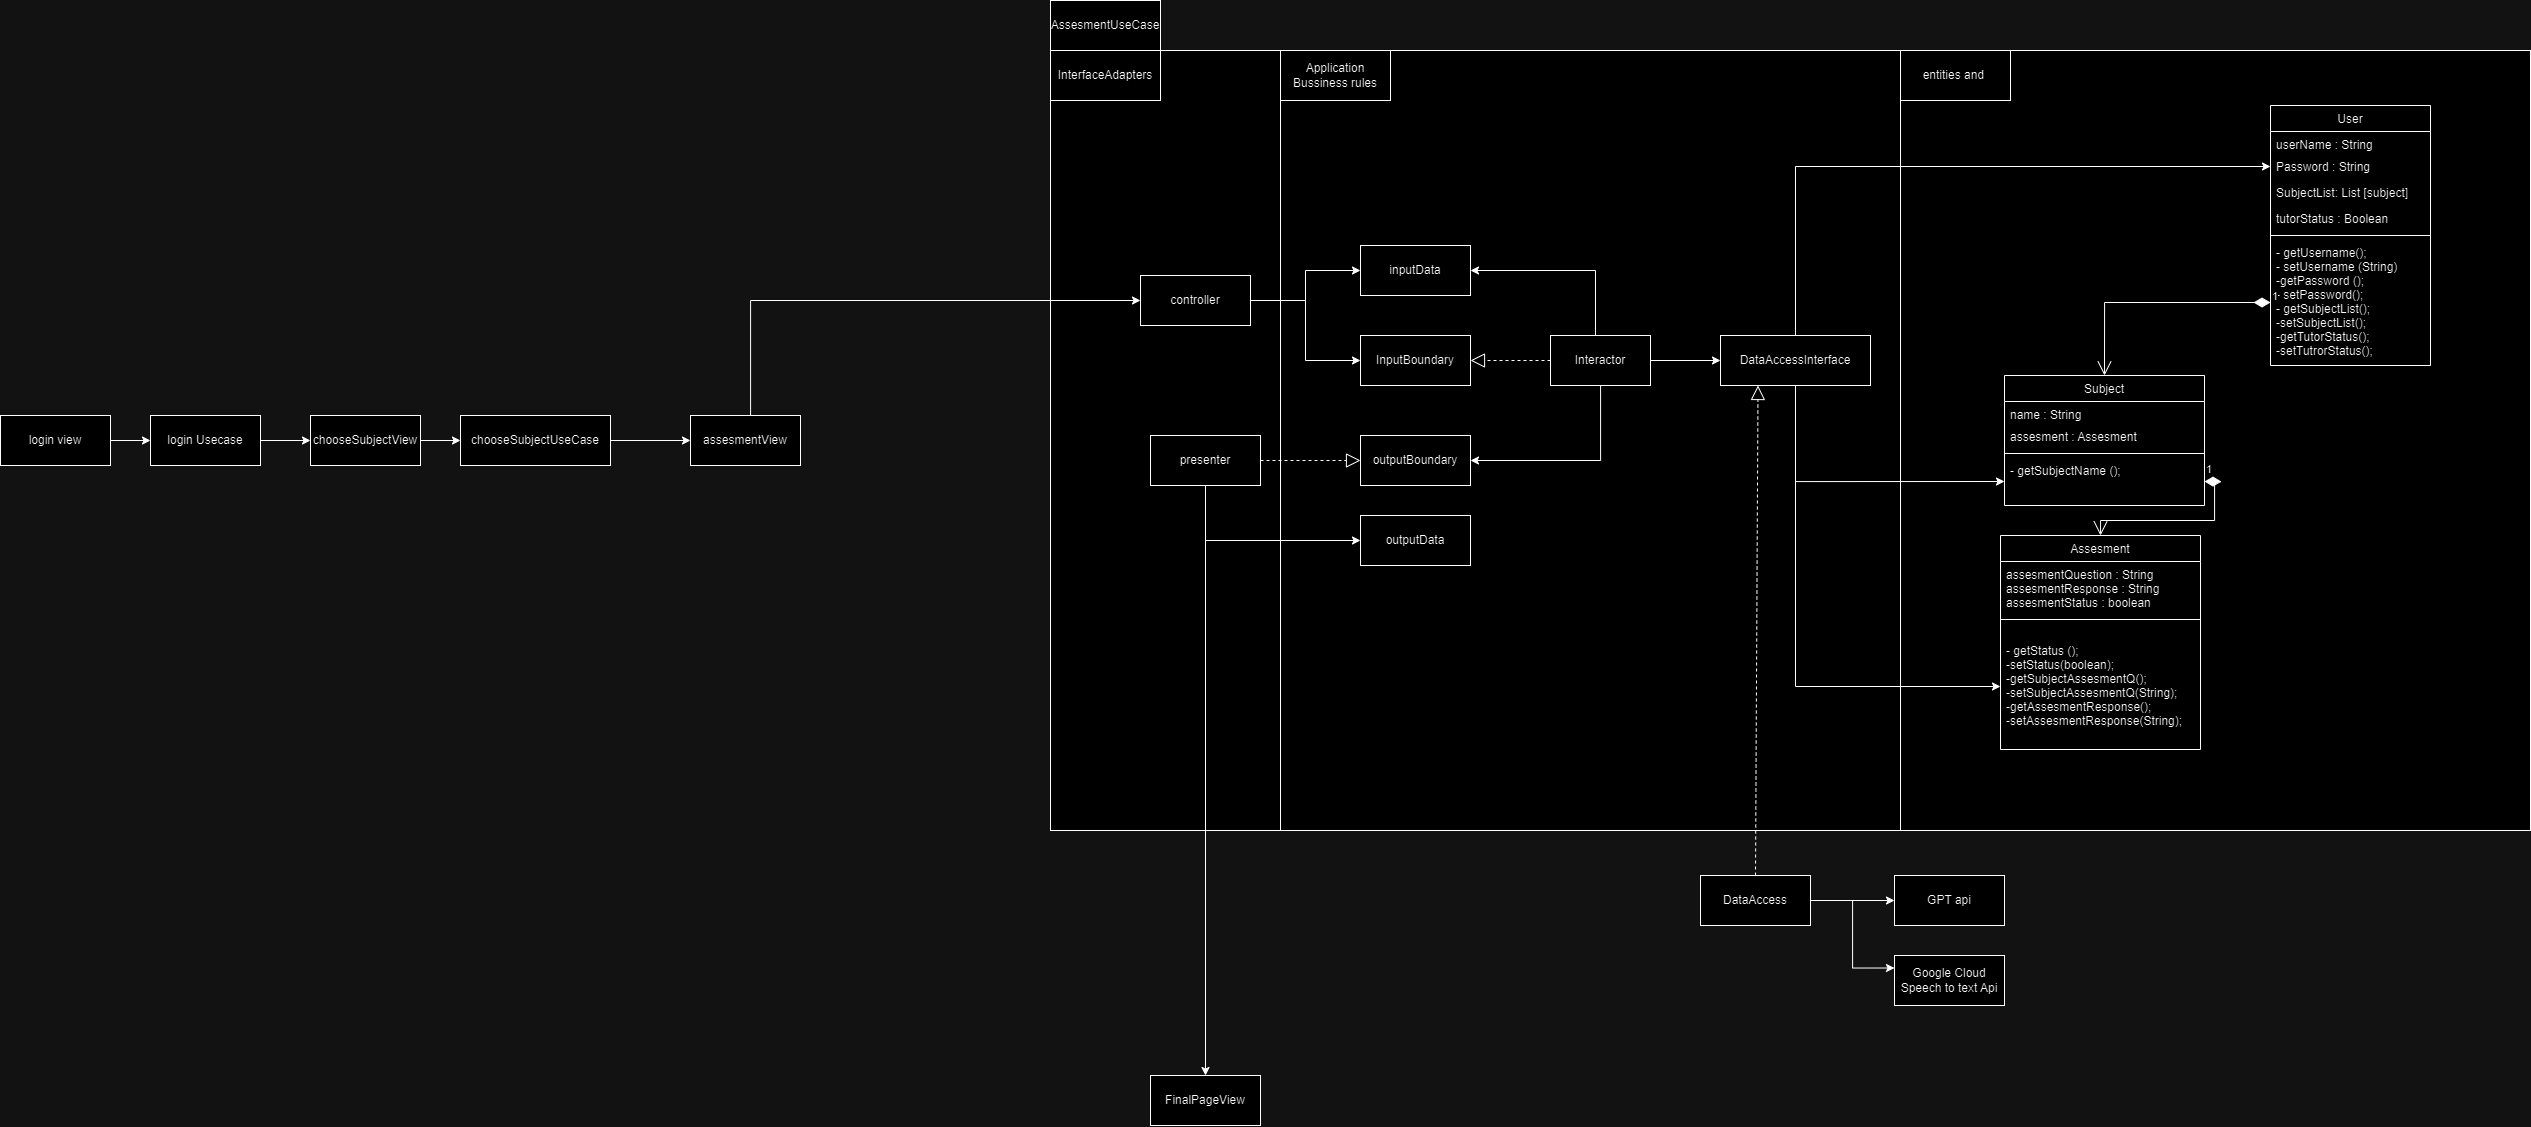 AssesmentUseCase
InterfaceAdapters
Application
Bussiness rules
entities and
User
userName : String
Password : String
SubjectList: List [subject]
tutorStatus : Boolean
- getUsername();
- setUsername (String)
-getPassword ();
- setPassword();
- getSubjectList();
-setSubjectList();
-getTutorStatus();
-setTutrorStatus();
1
inputData
controller
InputBoundary
Interactor
DataAccessInterface
login view
login Usecase
chooseSubjectView
chooseSubjectUseCase
assesmentView
presenter
outputBoundary
outputData
Subject
name : String
assesment : Assesment
- getSubjectName ();
1
Assesment
assesmentQuestion : String
assesmentResponse : String
assesmentStatus : boolean
- getStatus ();
-setStatus(boolean);
-getSubjectAssesmentQ();
-setSubjectAssesmentQ(String);
-getAssesmentResponse();
-setAssesmentResponse(String);
DataAccess
GPT api
Google Cloud
Speech to text Api
FinalPageView